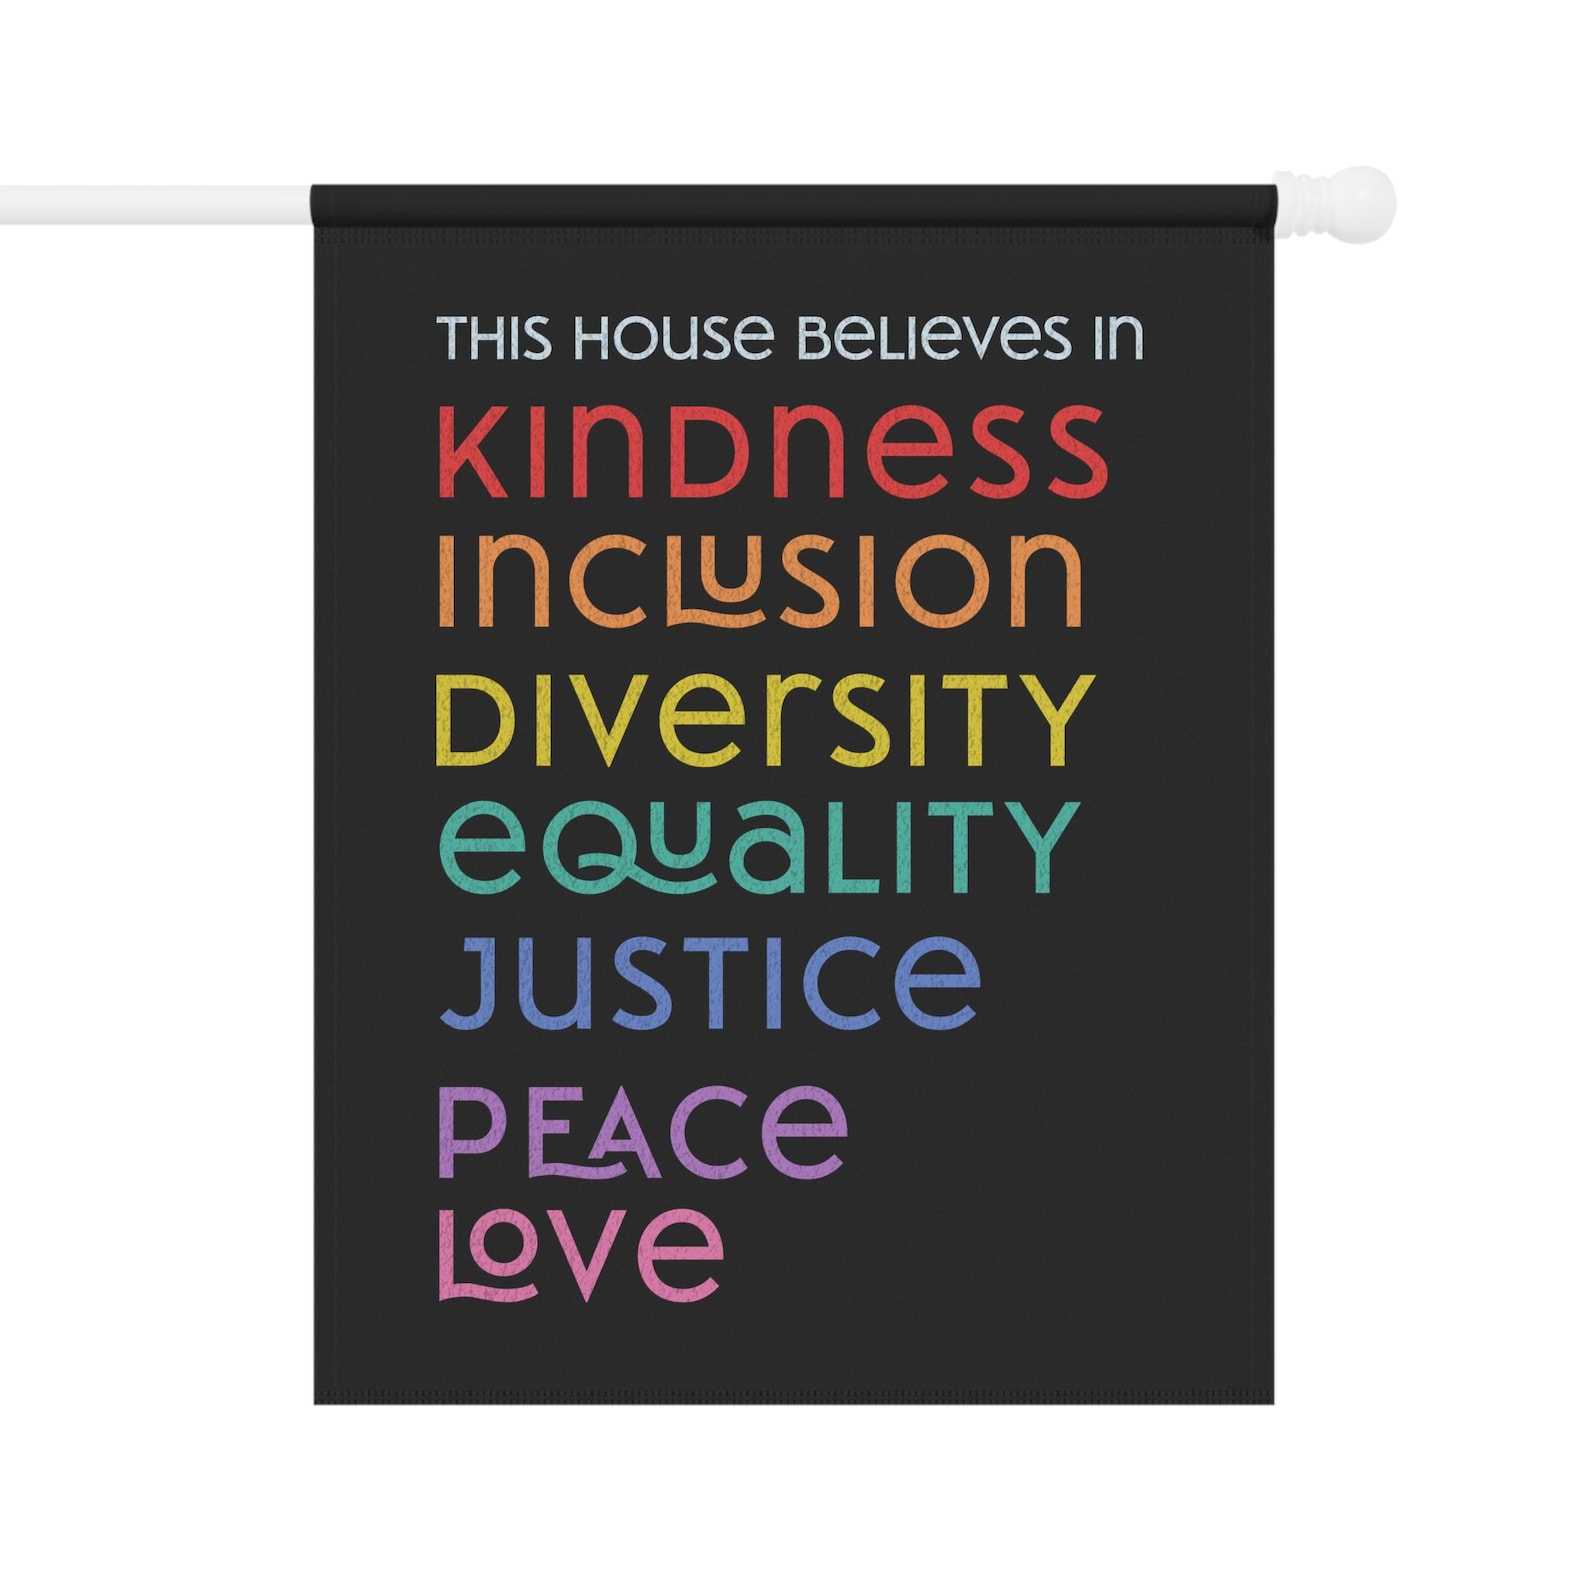 THIS HOUSE BELIEVES IN
KINDNESS
INCLUSION
DIVERSITY
EQUALITY
JUSTICE
PEACE
LOVE